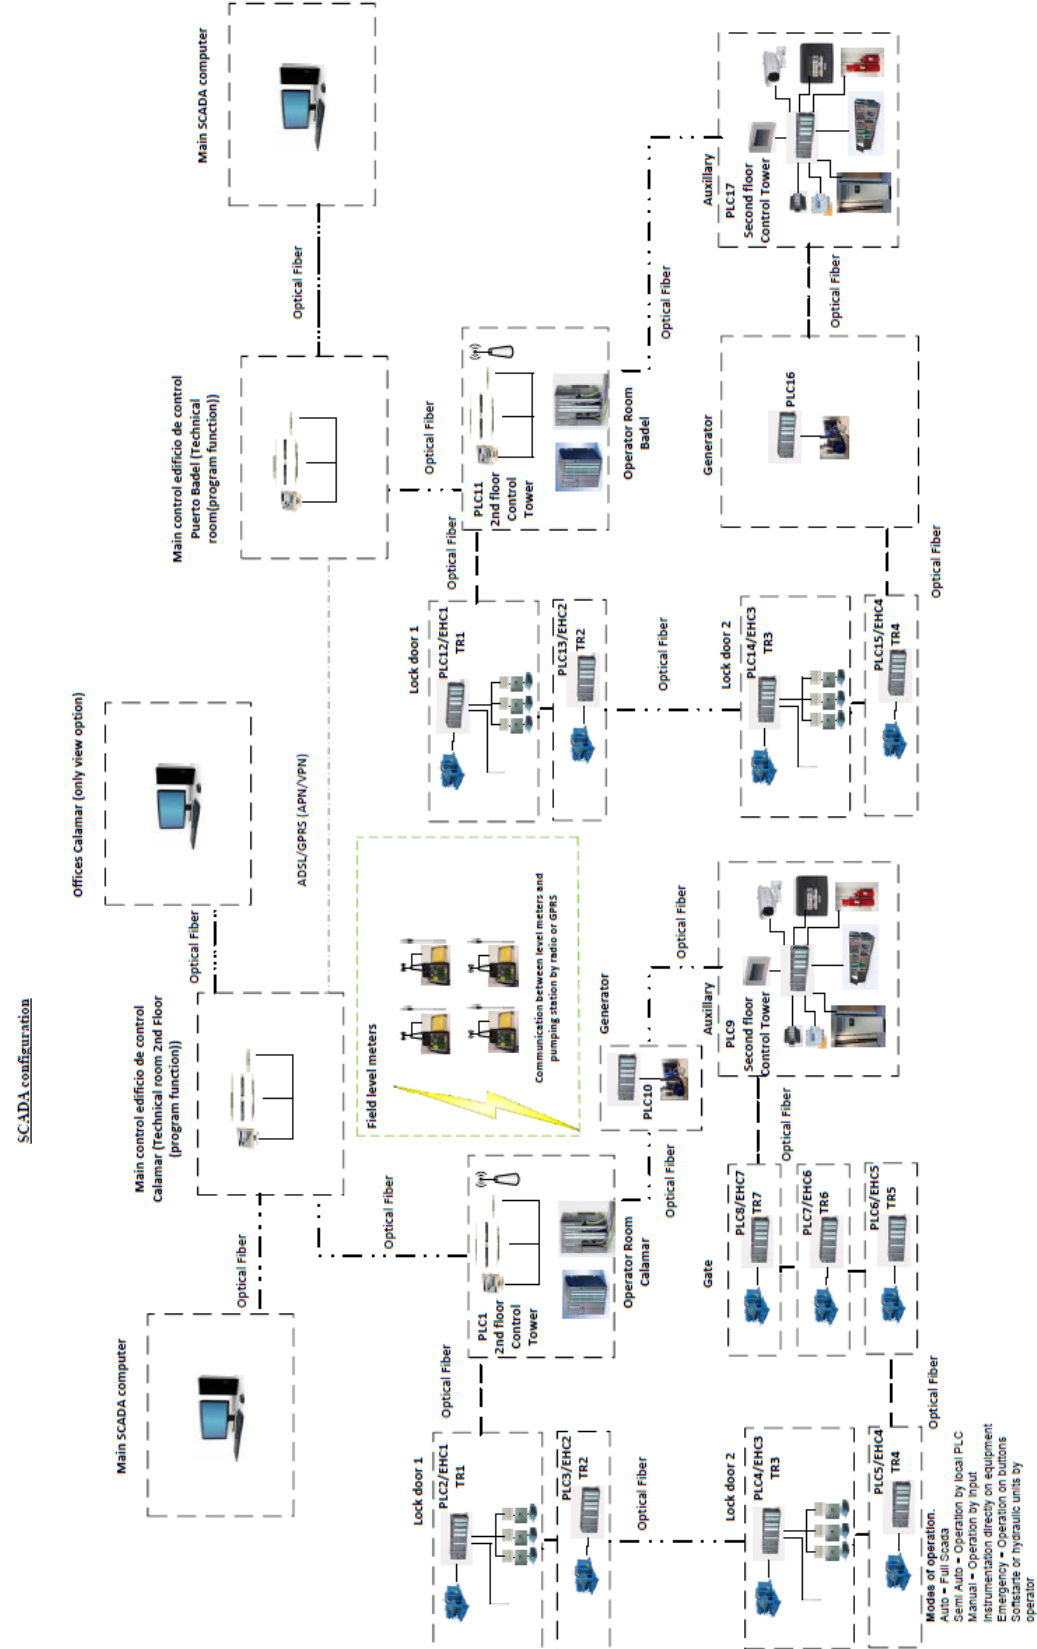 SCADA configuration
Main SCADA computer
Optical Fiber
Main control edificio de control
Calamar (Technical room 2nd Floor
(program function))
Optical Fiber
Offices Calamar (only view option)
ADSL/GPRS (APN/VPN)
Main control edificio de control
Puerto Badel (Technical
room(program function))
Optical Fiber
Main SCADA computer
Optical Fiber
PLC1
2nd floor
Control
Tower
Operator Room
Calamar
Field level meters
Communication between level meters and
pumping station by radio or GPRS
Optical Fiber
PLC11
2nd floor
Control
Tower
Operator Room
Badel
Optical Fiber
Lock door 1
PLC2/EHC1
TR1
PLC3/EHC2
TR2
Optical Fiber
Lock door 2
PLC4/EHC3
TR3
PLC5/EHC4
TR4
Optical Fiber
Gate
PLC8/EHC7
TR7
PLC7/EHC6
TR6
PLC6/EHC5
TR5
Optical Fiber
Optical Fiber
Generator
PLC10
Optical Fiber
Auxillary
PLC9
Second floor
Control Tower
Optical Fiber
Lock door 1
PLC12/EHC1
TR1
PLC13/EHC2
TR2
Optical Fiber
Lock door 2
PLC14/EHC3
TR3
PLC15/EHC4
TR4
Optical Fiber
Optical Fiber
Generator
PLC16
Optical Fiber
Auxillary
PLC17
Second floor
Control Tower
Optical Fiber
Modes of operation.
Auto = Full Scada
Semi Auto = Operation by local PLC
Manual = Operation by input
Instrumentation directly on equipment
Emergency = Operation on buttons
Softstarte or hydraulic units by
operator